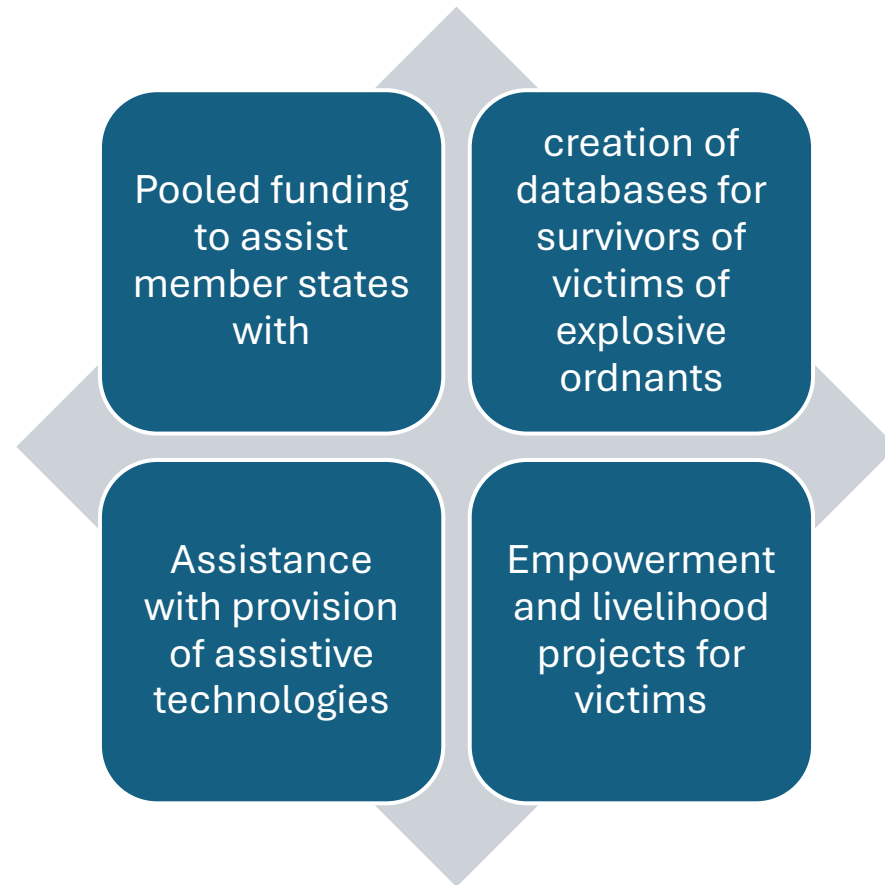 Pooled funding
to assist
member states
with
creation of
databases for
survivors of
victims of
explosive
ordnants
Assistance
with provision
of assistive
technologies
Empowerment
and livelihood
projects for
victims